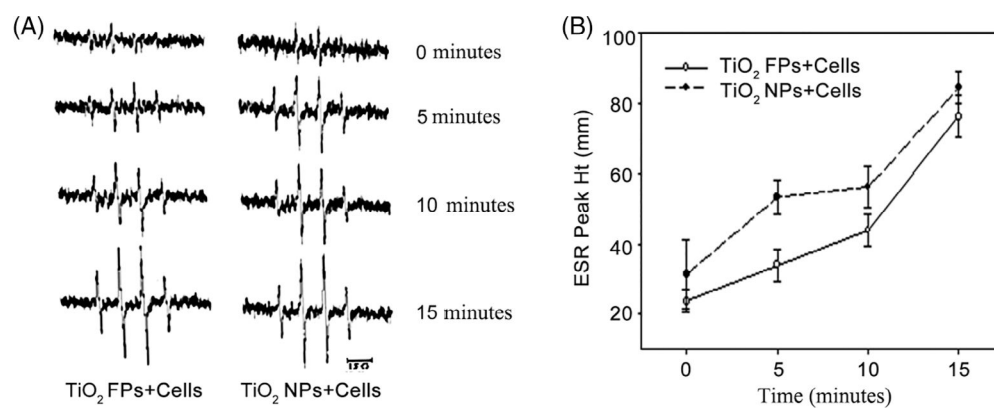 (A)
0 minutes
5 minutes
10 minutes
15 minutes
15G
TiO₂ FPs+Cells
TiO₂ NPs+Cells
(B)
100
80
60
40
20
ESR Peak Ht (mm)
TiO₂ FPs+Cells
TiO₂ NPs+Cells
0
5
10
15
Time (minutes)